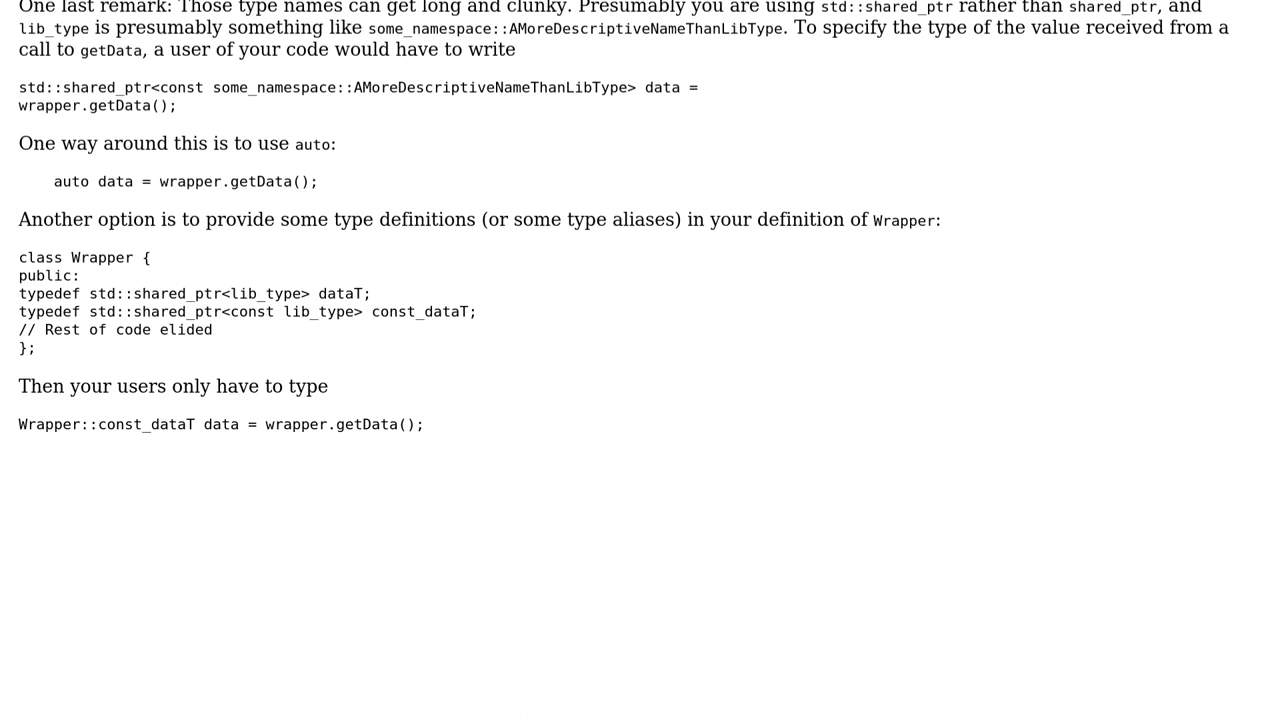 One last remark: Those type names can get long and clunky. Presumably you are using std::shared_ptr rather than shared_ptr, and
lib_type is presumably something like some_namespace::AMoreDescriptiveNameThanLibType. To specify the type of the value received from a
call to getData, a user of your code would have to write
std::shared_ptr<const some_namespace::AMoreDescriptiveNameThanLibType> data =
wrapper.getData();
One way around this is to use auto:
    auto data = wrapper.getData();
Another option is to provide some type definitions (or some type aliases) in your definition of Wrapper:
class Wrapper {
public:
typedef std::shared_ptr<lib_type> dataT;
typedef std::shared_ptr<const lib_type> const_dataT;
// Rest of code elided
};
Then your users only have to type
Wrapper::const_dataT data = wrapper.getData();